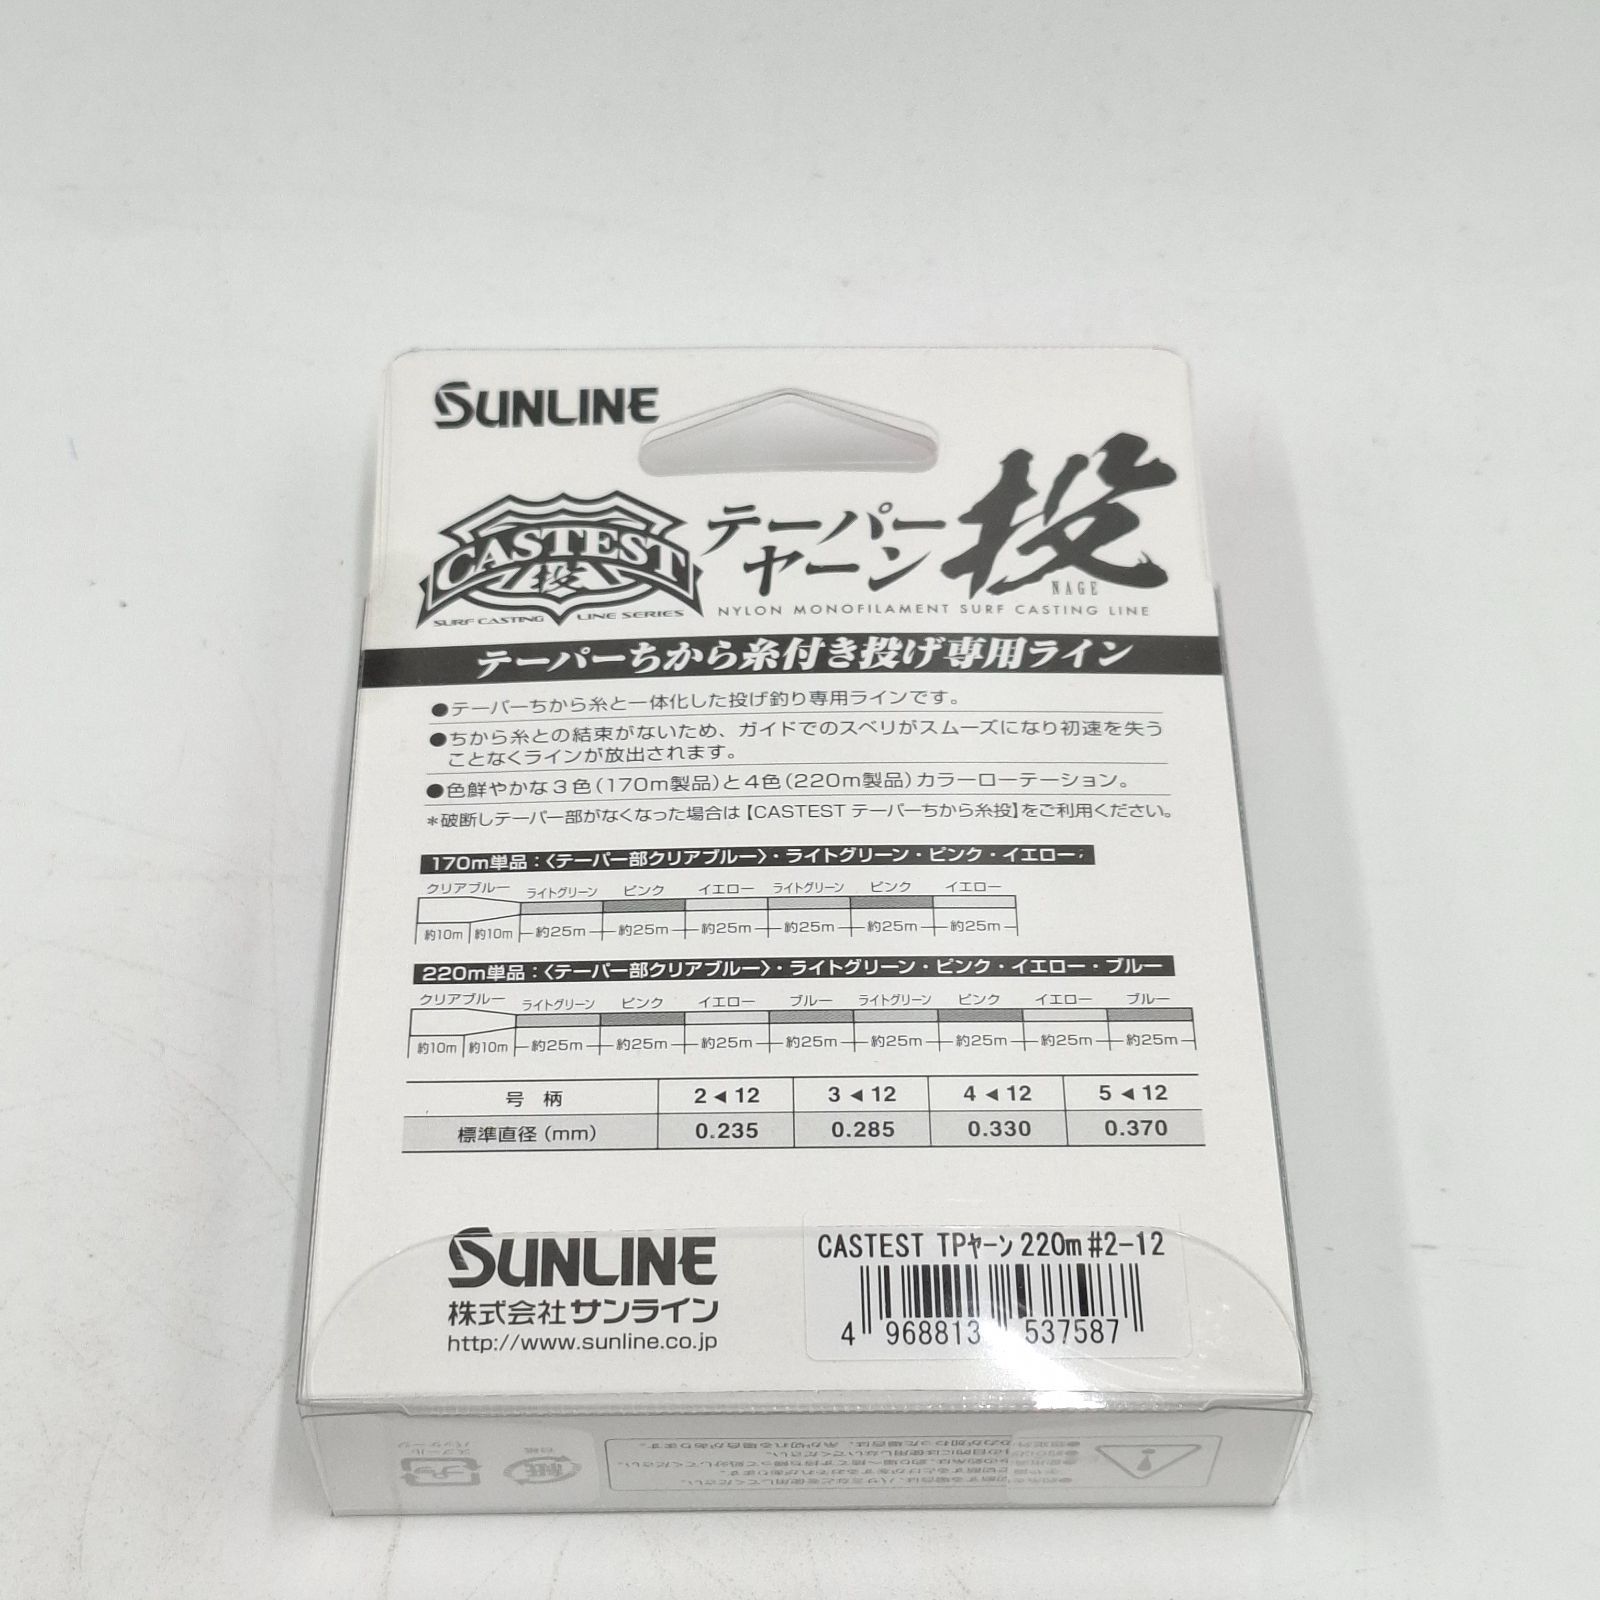 SUNLINE
CASTEST
投
SURF CASTING LINE SERIES
テーパー
ヤーン
投
NAGE
NYLON MONOFILAMENT SURF CASTING LINE
テーパーちから糸付き投げ専用ライン
●テーパーちから糸と一体化した投げ釣り専用ラインです。
●ちから糸との結束がないため、ガイドでのスベリがスムーズになり初速を失う
ことなくラインが放出されます。
●色鮮やかな3色(170m製品)と4色(220m製品)カラーローテーション。
*破断しテーパー部がなくなった場合は【CASTEST テーパーちから糸投】をご利用ください。
170m単品:〈テーパー部クリアブルー〉・ライトグリーン・ピンク・イエロー
クリアブルー ライトグリーン ピンク イエロー ライトグリーン ピンク イエロー
約10m 約10m 約25m 約25m 約25m 約25m 約25m 約25m
220m単品:〈テーパー部クリアブルー〉・ライトグリーン・ピンク・イエロー・ブルー
クリアブルー ライトグリーン ピンク イエロー ブルー ライトグリーン ピンク イエロー ブルー
約10m 約10m 約25m 約25m 約25m 約25m 約25m 約25m 約25m 約25m
号 柄 2◀12 3◀12 4◀12 5◀12
標準直径(mm) 0.235 0.285 0.330 0.370
SUNLINE
株式会社サンライン
http://www.sunline.co.jp
CASTEST TPヤーン220m#2-12
4 968813 537587
パッケージ
スプール
プラ
台紙
紙